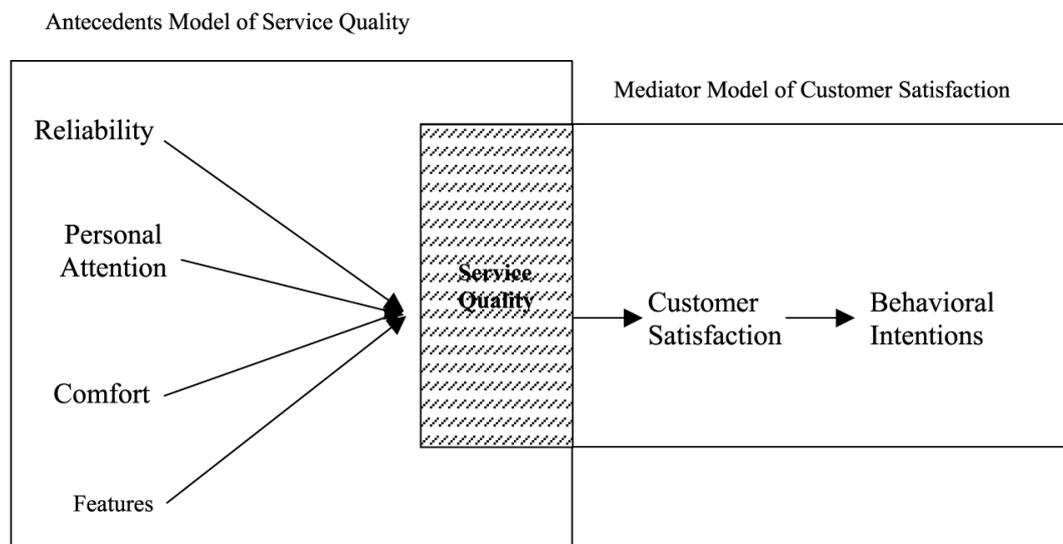 Antecedents Model of Service Quality
Mediator Model of Customer Satisfaction
Reliability
Personal
Attention
Comfort
Features
Service
Quality
Customer
Satisfaction
Behavioral
Intentions